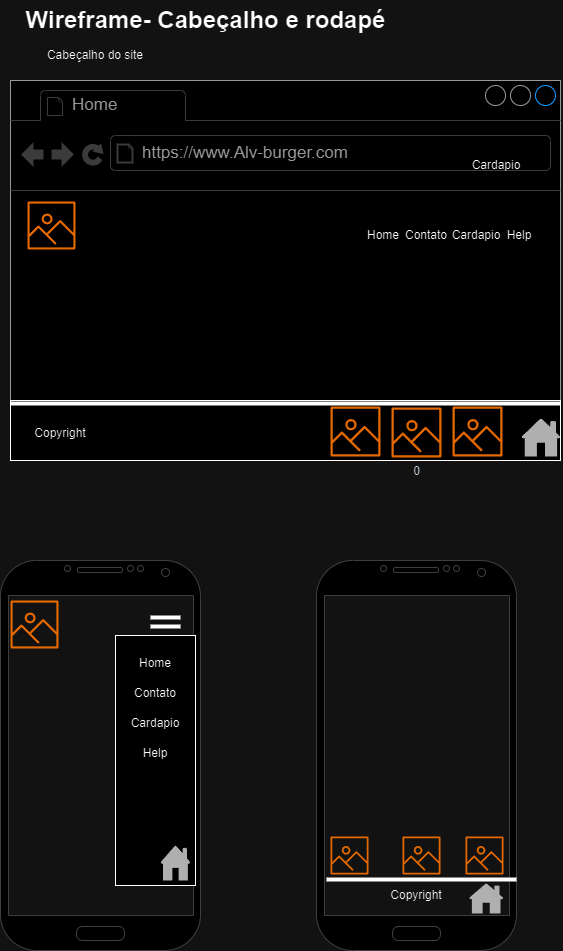 Wireframe- Cabeçalho e rodapé
Cabeçalho do site
Home
https://www.Alv-burger.com
Cardapio
Home Contato Cardapio Help
Copyright
0
Home
Contato
Cardapio
Help
Copyright